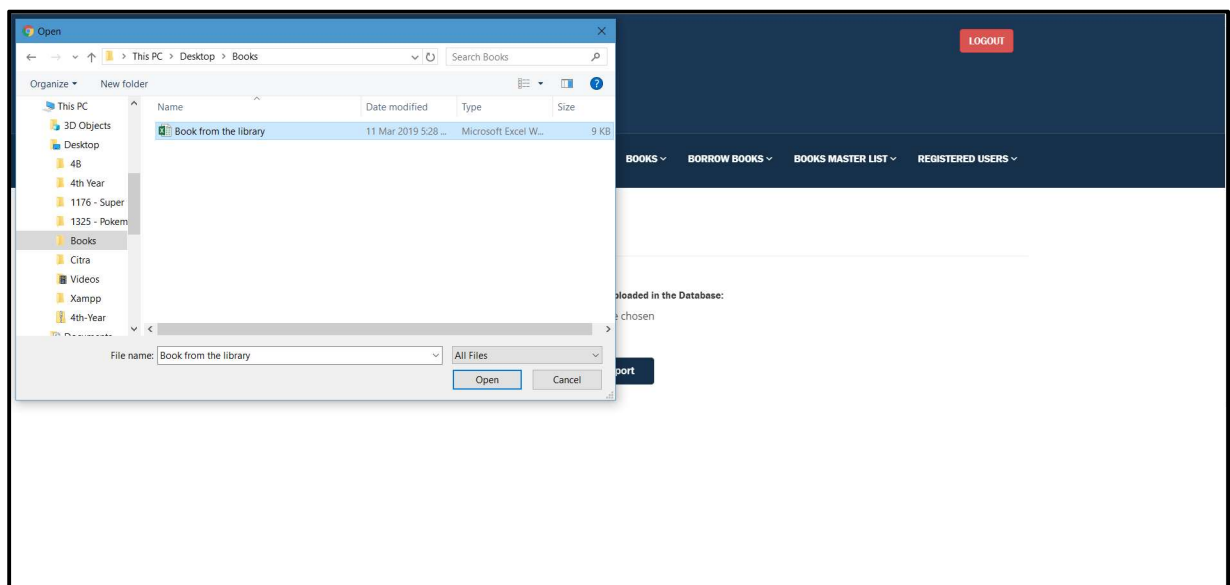 Open
LOGOUT
This PC > Desktop > Books
Search Books
Organize
New folder
This PC
3D Objects
Desktop
4B
4th Year
1176 - Super
1325 - Pokem
Books
Citra
Videos
Xampp
4th-Year
Name
Date modified
Type
Size
Book from the library
11 Mar 2019 5:28 ...
Microsoft Excel W...
9 KB
BOOKS
BORROW BOOKS
BOOKS MASTER LIST
REGISTERED USERS
ploaded in the Database:
chosen
File name: Book from the library
All Files
Open
Cancel
port